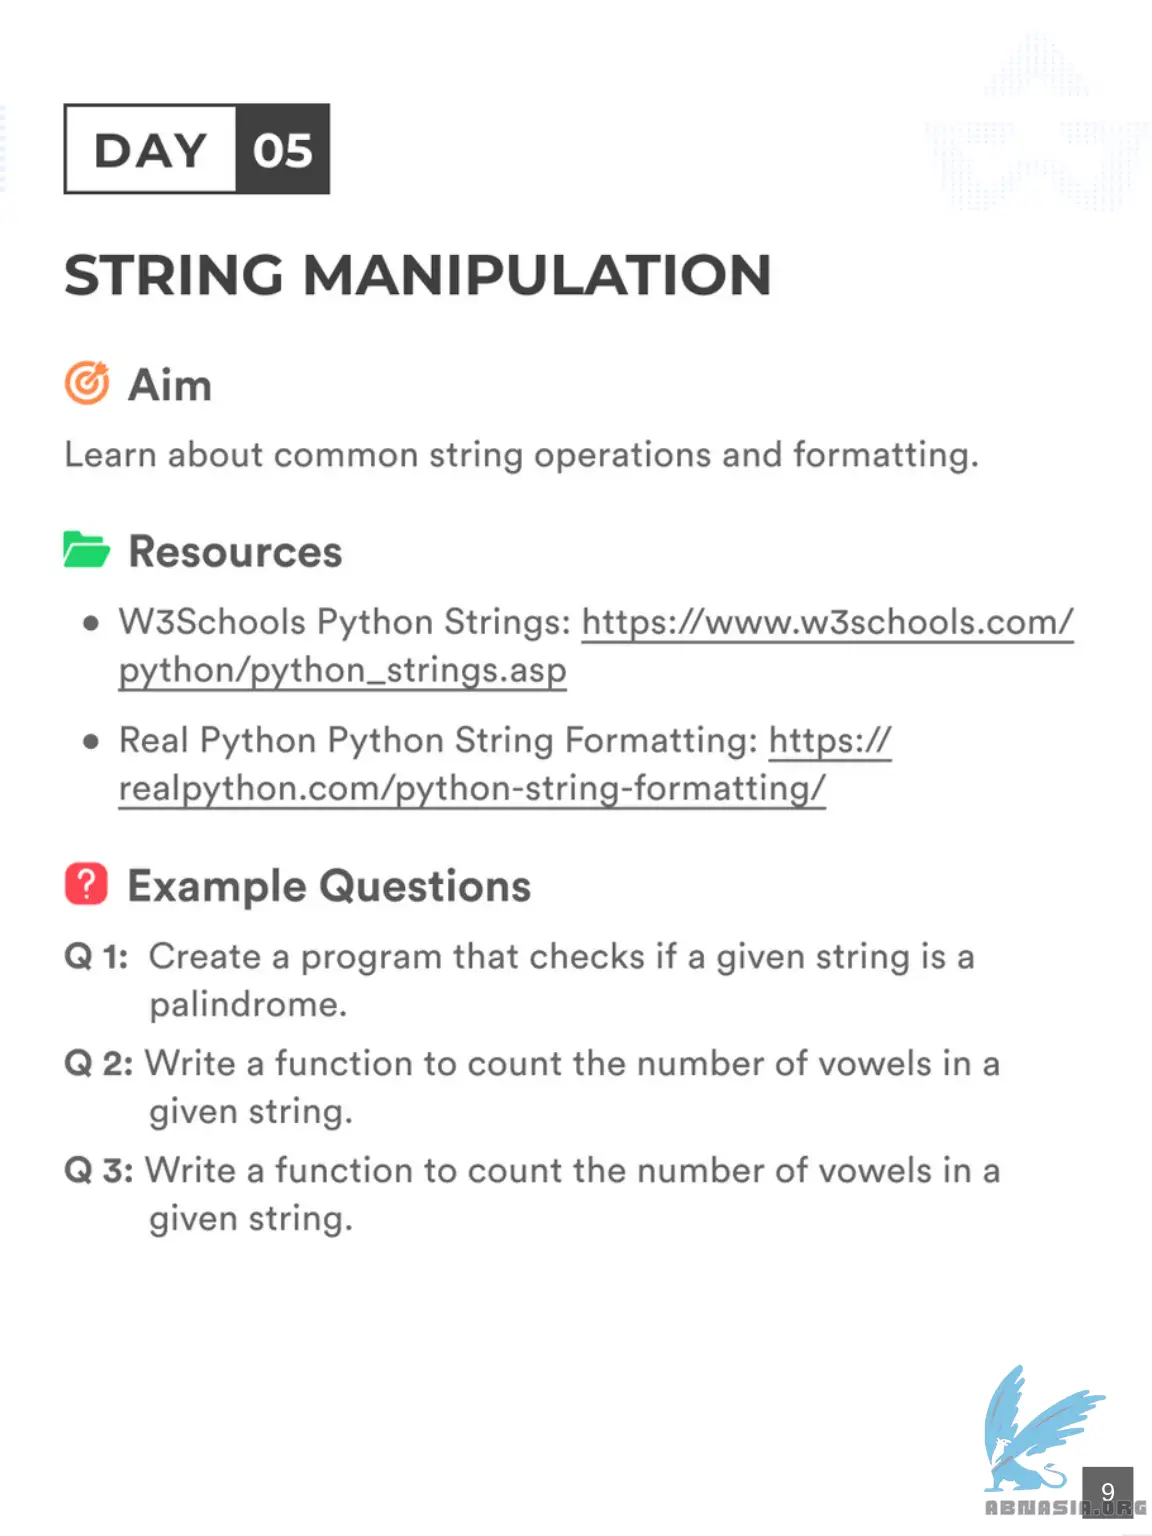 DAY 05
STRING MANIPULATION
Aim
Learn about common string operations and formatting.
Resources
• W3Schools Python Strings: https://www.w3schools.com/
python/python_strings.asp
• Real Python Python String Formatting: https://
realpython.com/python-string-formatting/
? Example Questions
Q 1: Create a program that checks if a given string is a
palindrome.
Q 2: Write a function to count the number of vowels in a
given string.
Q 3: Write a function to count the number of vowels in a
given string.
9
ABNASIA.ORG